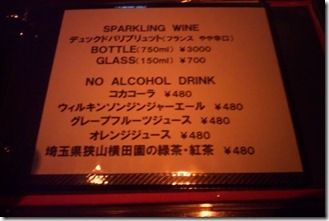 SPARKLING WINE
デュックドパリブリュット(フランス やや辛口)
BOTTLE(750ml) ¥3000
GLASS(150ml) ¥700
NO ALCOHOL DRINK
コカコーラ ¥480
ウィルキンソンジンジャーエール ¥480
グレープフルーツジュース ¥480
オレンジジュース ¥480
埼玉県狭山横田園の緑茶・紅茶 ¥480